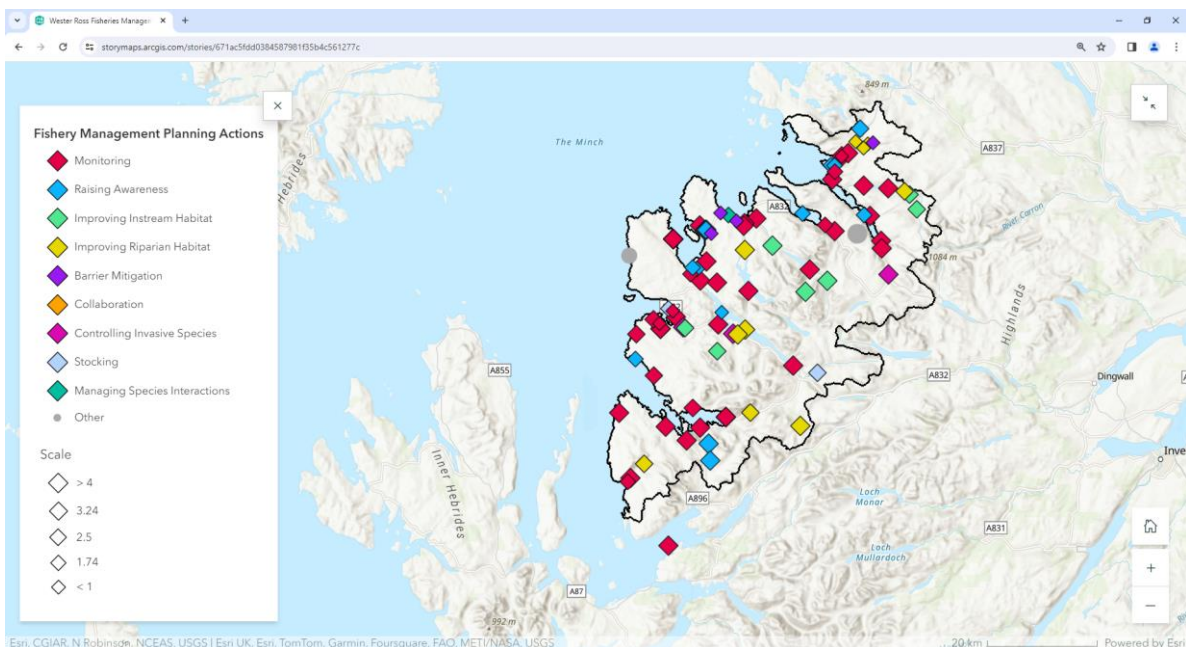 Wester Ross Fisheries Manager
storymaps.arcgis.com/stories/671ac5fdd0384587981f35b4c561277c
Fishery Management Planning Actions
Monitoring
Raising Awareness
Improving Instream Habitat
Improving Riparian Habitat
Barrier Mitigation
Collaboration
Controlling Invasive Species
Stocking
Managing Species Interactions
Other
Scale
> 4
3.24
2.5
1.74
< 1
849 m
The Minch
A837
Hebrides
A832
River Carron
1084 m
Highlands
A855
A832
Dingwall
Inner Hebrides
Inve
A896
Loch
Monar
A831
Loch
Mullardoch
A87
992 m
20 km
Esri, CGIAR, N Robinson, NCEAS, USGS | Esri UK, Esri, TomTom, Garmin, Foursquare, FAO, METI/NASA, USGS
Powered by Esri